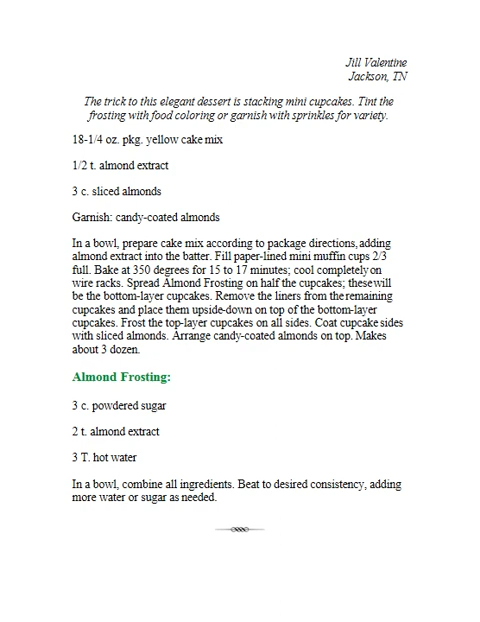 Jill Valentine
Jackson, TN
The trick to this elegant dessert is stacking mini cupcakes. Tint the
frosting with food coloring or garnish with sprinkles for variety.
18-1/4 oz. pkg. yellow cake mix
1/2 t. almond extract
3 c. sliced almonds
Garnish: candy-coated almonds
In a bowl, prepare cake mix according to package directions, adding
almond extract into the batter. Fill paper-lined mini muffin cups 2/3
full. Bake at 350 degrees for 15 to 17 minutes; cool completely on
wire racks. Spread Almond Frosting on half the cupcakes; these will
be the bottom-layer cupcakes. Remove the liners from the remaining
cupcakes and place them upside-down on top of the bottom-layer
cupcakes. Frost the top-layer cupcakes on all sides. Coat cupcake sides
with sliced almonds. Arrange candy-coated almonds on top. Makes
about 3 dozen.
Almond Frosting:
3 c. powdered sugar
2 t. almond extract
3 T. hot water
In a bowl, combine all ingredients. Beat to desired consistency, adding
more water or sugar as needed.